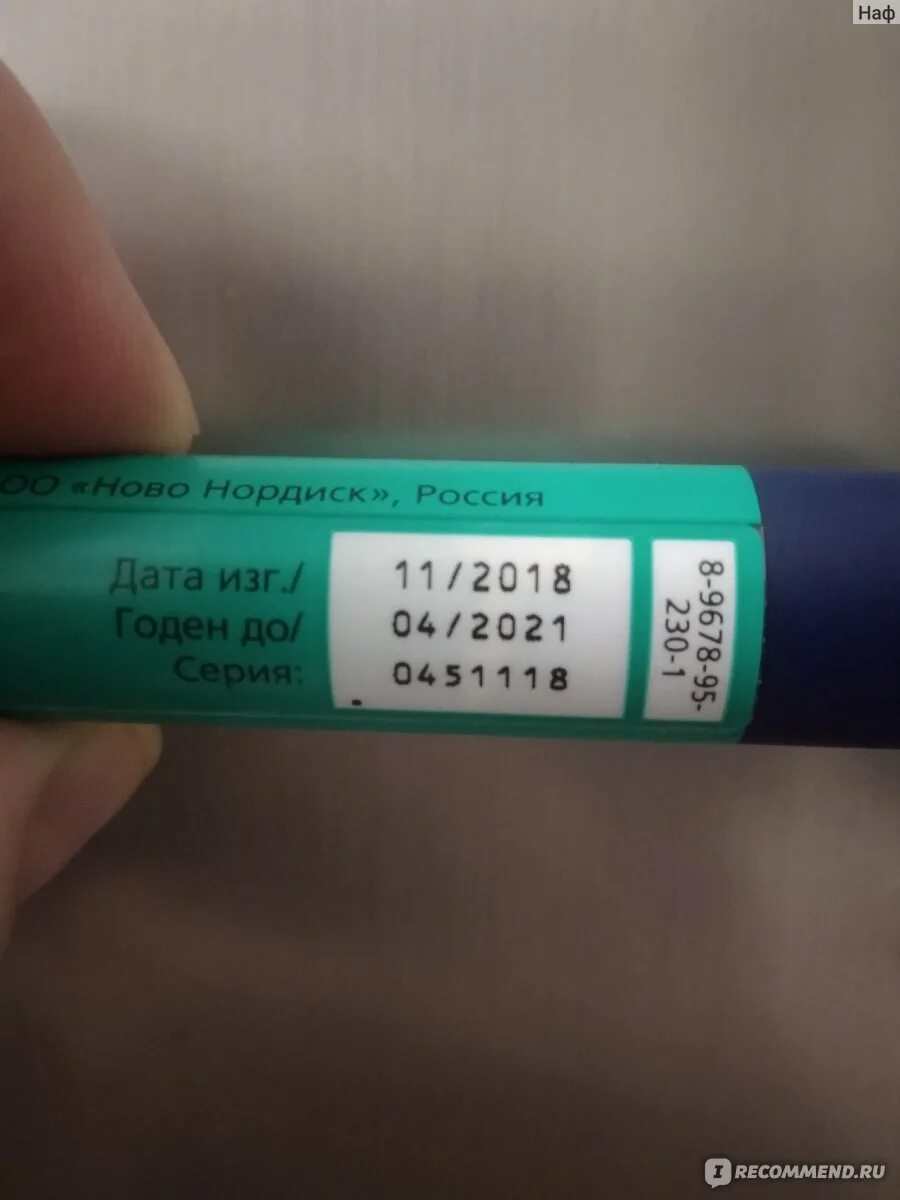 Наф
ОО «Ново Нордиск», Россия
Дата изг./ 11/2018
Годен до/ 04/2021
Серия: 0451118
8-9678-95-
230-1
IRECOMMEND.RU